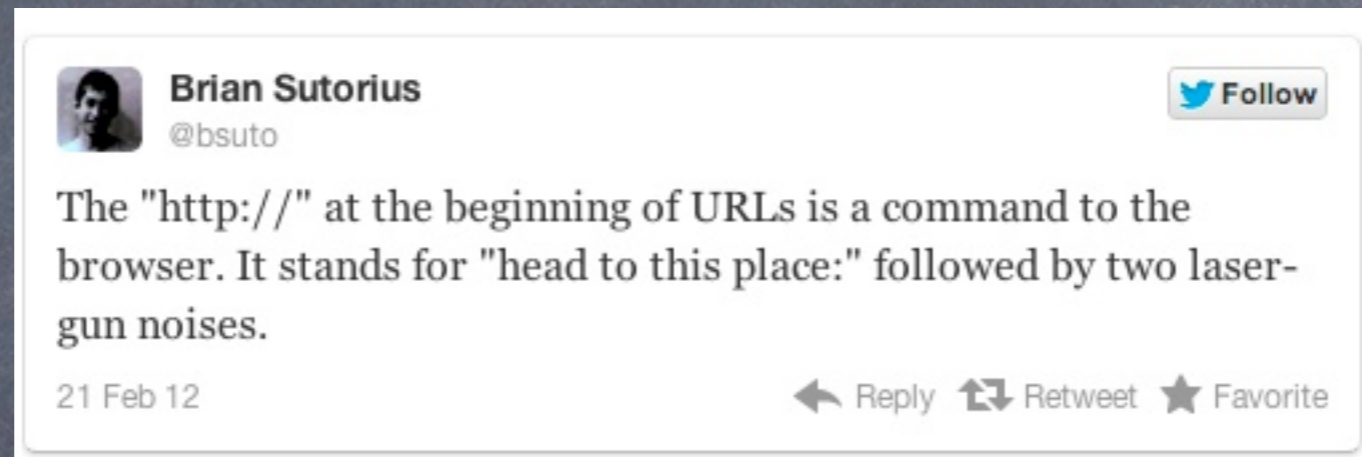 Brian Sutorius
@bsuto
Follow
The "http://" at the beginning of URLs is a command to the
browser. It stands for "head to this place:" followed by two laser-
gun noises.
21 Feb 12
Reply Retweet Favorite